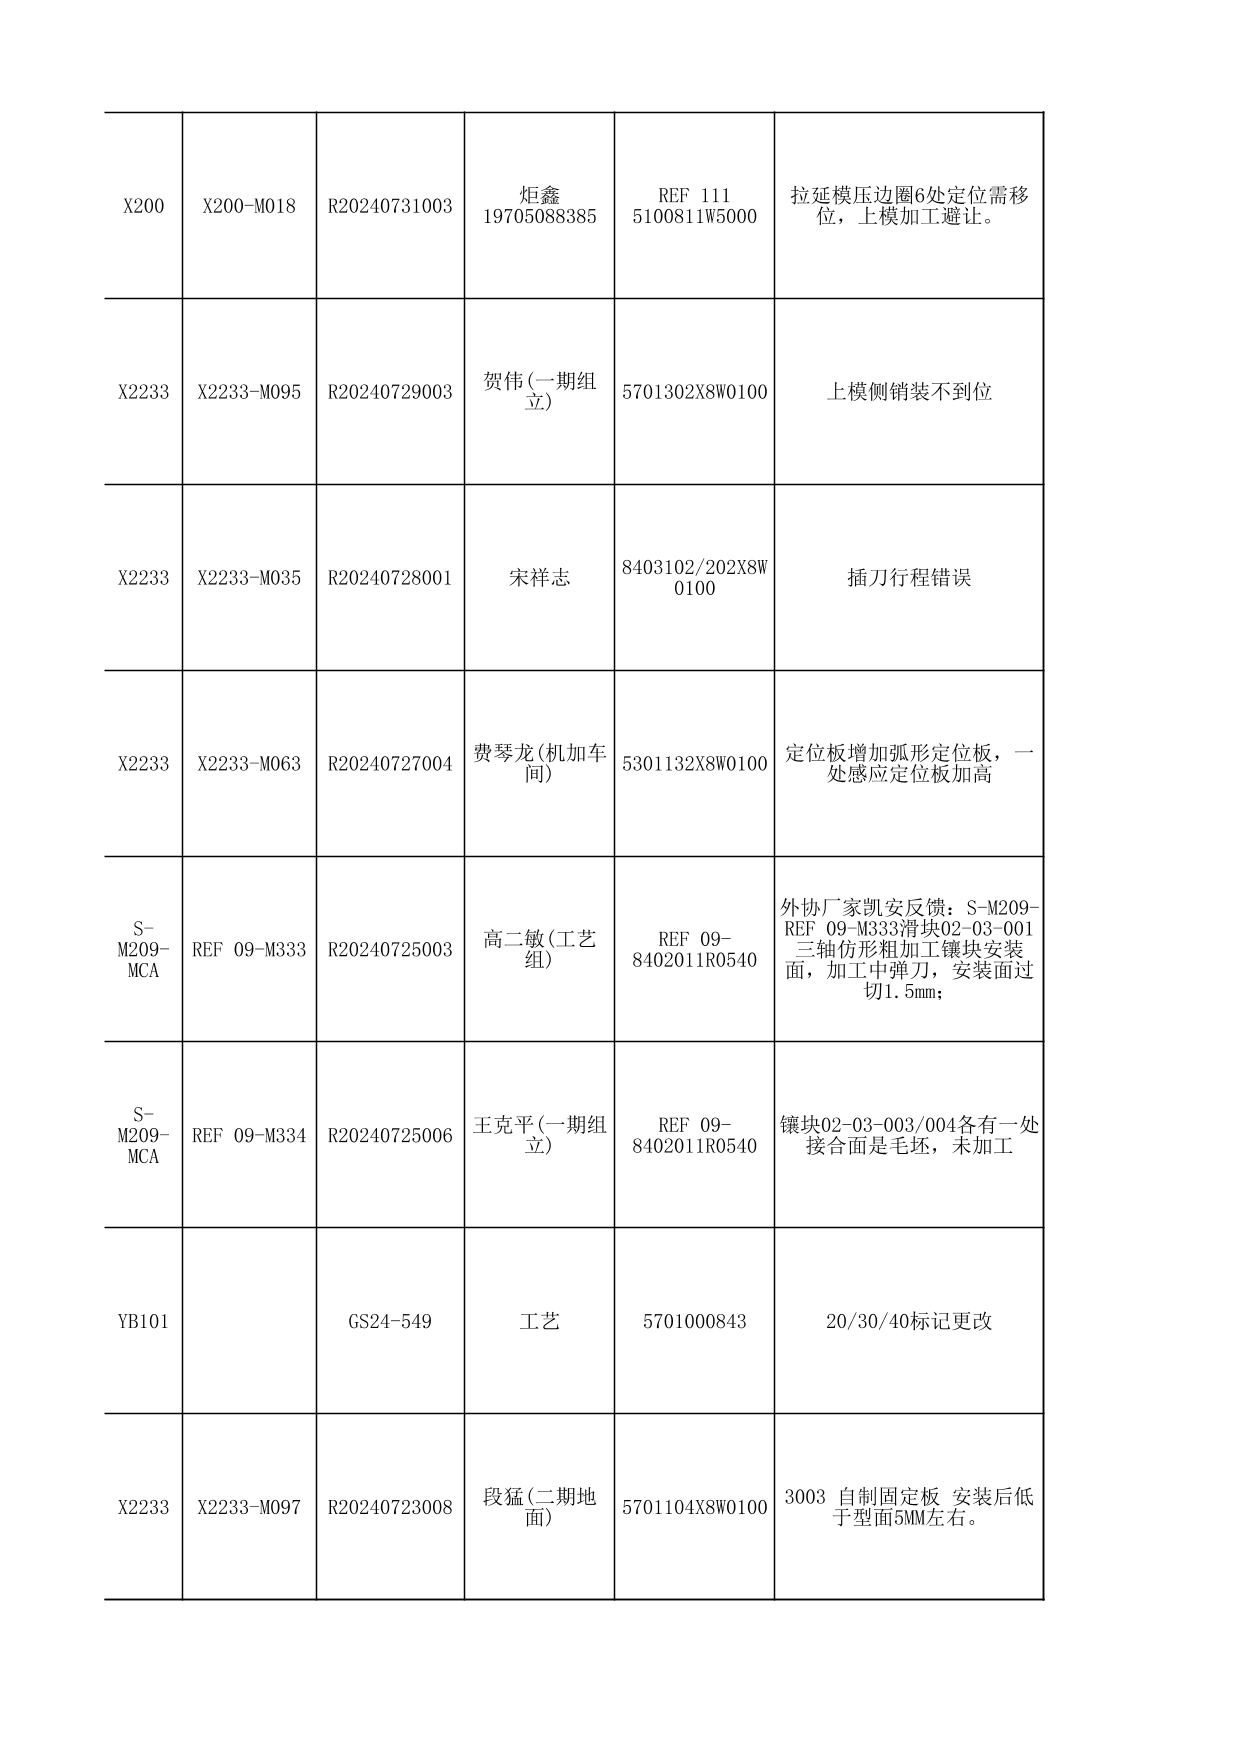 X200
X200-M018
R20240731003
炬鑫
19705088385
REF 111
5100811W5000
拉延模压边圈6处定位需移
位，上模加工避让。
X2233
X2233-M095
R20240729003
贺伟(一期组
立)
5701302X8W0100
上模侧销装不到位
X2233
X2233-M035
R20240728001
宋祥志
8403102/202X8W
0100
插刀行程错误
X2233
X2233-M063
R20240727004
费琴龙(机加车
间)
5301132X8W0100
定位板增加弧形定位板，一
处感应定位板加高
S-
M209-
MCA
REF 09-M333
R20240725003
高二敏(工艺
组)
REF 09-
8402011R0540
外协厂家凯安反馈：S-M209-
REF 09-M333滑块02-03-001
三轴仿形粗加工镶块安装
面，加工中弹刀，安装面过
切1.5mm；
S-
M209-
MCA
REF 09-M334
R20240725006
王克平(一期组
立)
REF 09-
8402011R0540
镶块02-03-003/004各有一处
接合面是毛坯，未加工
YB101
GS24-549
工艺
5701000843
20/30/40标记更改
X2233
X2233-M097
R20240723008
段猛(二期地
面)
5701104X8W0100
3003 自制固定板 安装后低
于型面5MM左右。